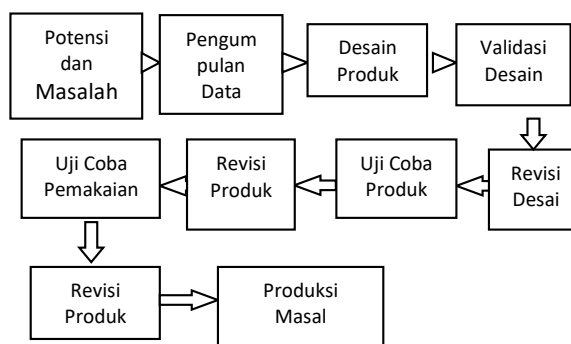 Potensi
dan
Masalah
Pengum
pulan
Data
Desain
Produk
Validasi
Desain
Revisi
Desai
Uji Coba
Produk
Revisi
Produk
Uji Coba
Pemakaian
Revisi
Produk
Produksi
Masal